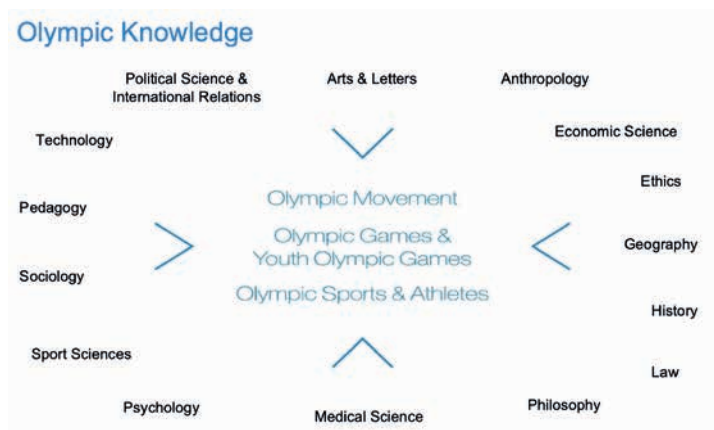 Olympic Knowledge
Political Science &
International Relations
Arts & Letters
Anthropology
Technology
Economic Science
Ethics
Pedagogy
Olympic Movement
Olympic Games &
Youth Olympic Games
Olympic Sports & Athletes
Geography
Sociology
History
Sport Sciences
Law
Psychology
Medical Science
Philosophy